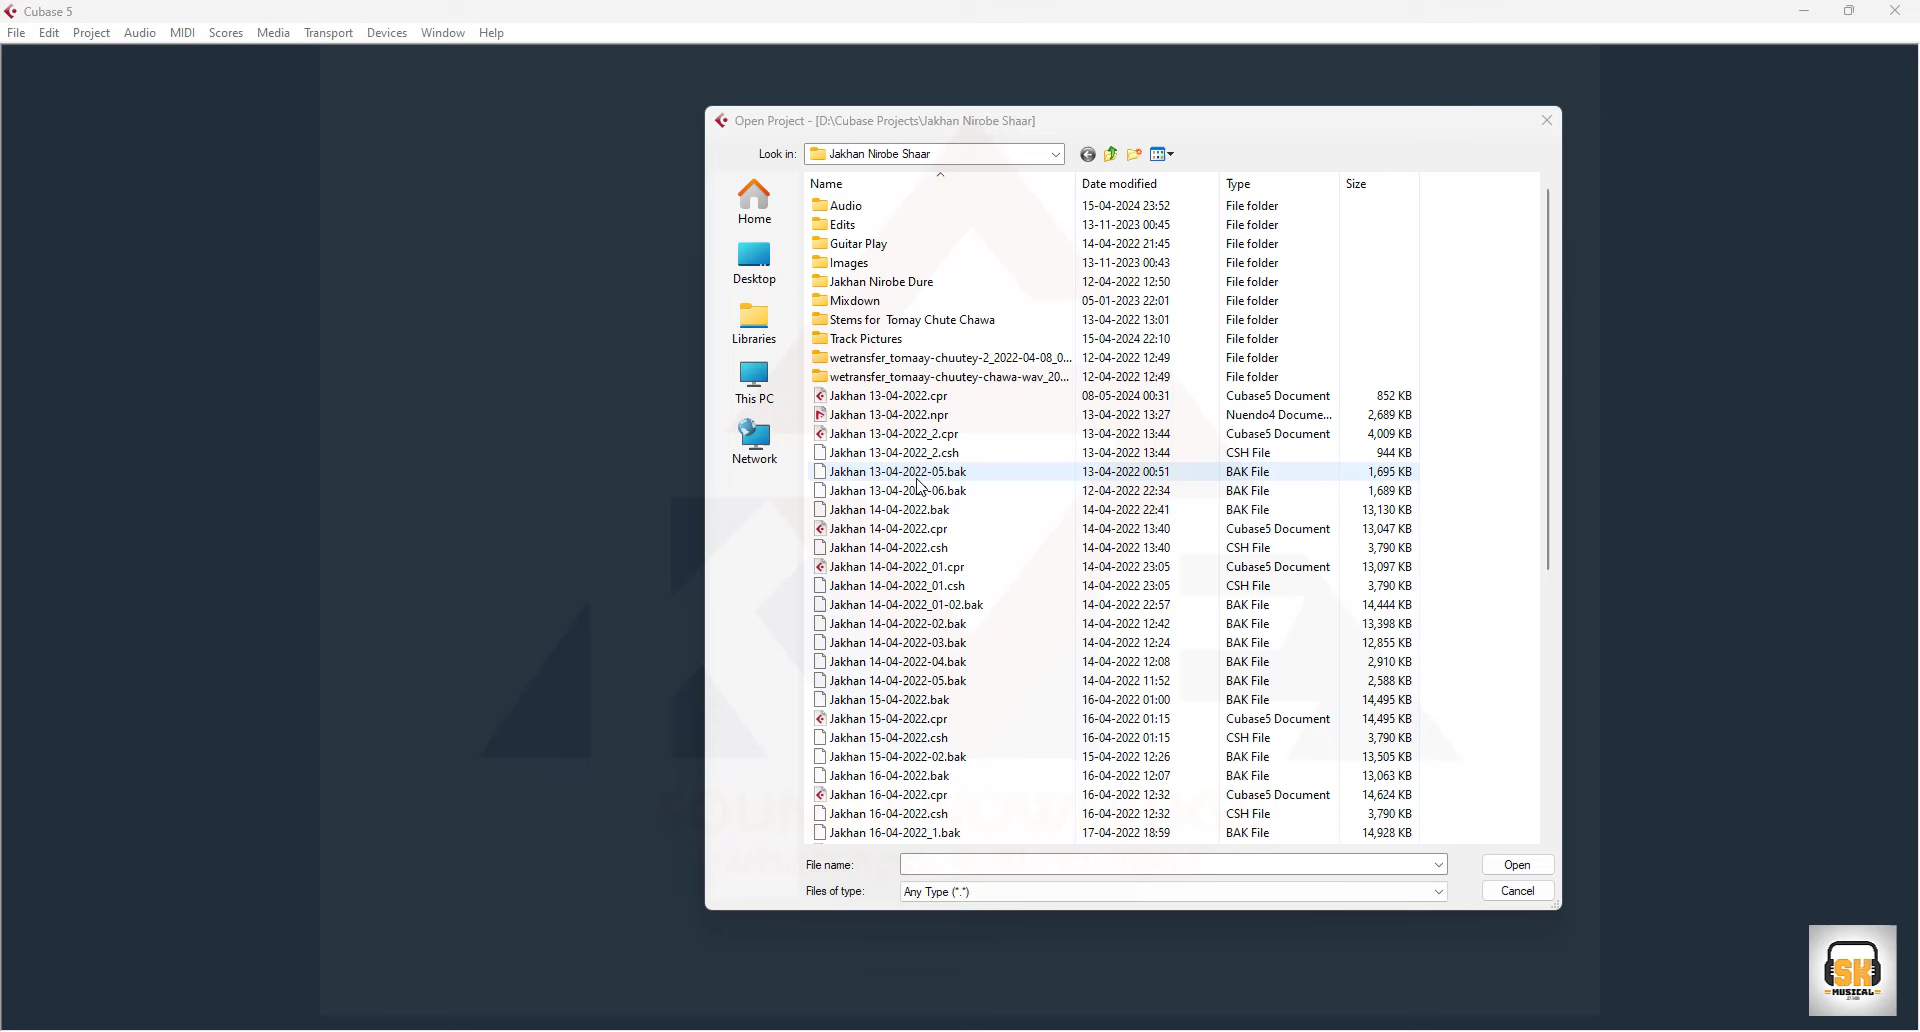 Cubase 5
File Edit Project Audio MIDI Scores Media Transport Devices Window Help
Open Project - [D:\Cubase Projects\Jakhan Nirobe Shaar]
Look in: Jakhan Nirobe Shaar
Home
Desktop
Libraries
This PC
Network
Name Date modified Type Size
Audio 15-04-2024 23:52 File folder
Edits 13-11-2023 00:45 File folder
Guitar Play 14-04-2022 21:45 File folder
Images 13-11-2023 00:43 File folder
Jakhan Nirobe Dure 12-04-2022 12:50 File folder
Mixdown 05-01-2023 22:01 File folder
Stems for Tomay Chute Chawa 13-04-2022 13:01 File folder
Track Pictures 15-04-2024 22:10 File folder
wetransfer_tomaay-chuutey-2_2022-04-08_0... 12-04-2022 12:49 File folder
wetransfer_tomaay-chuutey-chawa-wav_20... 12-04-2022 12:49 File folder
Jakhan 13-04-2022.cpr 08-05-2024 00:31 Cubase5 Document 852 KB
Jakhan 13-04-2022.npr 13-04-2022 13:27 Nuendo4 Docume... 2,689 KB
Jakhan 13-04-2022_2.cpr 13-04-2022 13:44 Cubase5 Document 4,009 KB
Jakhan 13-04-2022_2.csh 13-04-2022 13:44 CSH File 944 KB
Jakhan 13-04-2022-05.bak 13-04-2022 00:51 BAK File 1,695 KB
Jakhan 13-04-2022-06.bak 12-04-2022 22:34 BAK File 1,689 KB
Jakhan 14-04-2022.bak 14-04-2022 22:41 BAK File 13,130 KB
Jakhan 14-04-2022.cpr 14-04-2022 13:40 Cubase5 Document 13,047 KB
Jakhan 14-04-2022.csh 14-04-2022 13:40 CSH File 3,790 KB
Jakhan 14-04-2022_01.cpr 14-04-2022 23:05 Cubase5 Document 13,097 KB
Jakhan 14-04-2022_01.csh 14-04-2022 23:05 CSH File 3,790 KB
Jakhan 14-04-2022_01-02.bak 14-04-2022 22:57 BAK File 14,444 KB
Jakhan 14-04-2022-02.bak 14-04-2022 12:42 BAK File 13,398 KB
Jakhan 14-04-2022-03.bak 14-04-2022 12:24 BAK File 12,855 KB
Jakhan 14-04-2022-04.bak 14-04-2022 12:08 BAK File 2,910 KB
Jakhan 14-04-2022-05.bak 14-04-2022 11:52 BAK File 2,588 KB
Jakhan 15-04-2022.bak 16-04-2022 01:00 BAK File 14,495 KB
Jakhan 15-04-2022.cpr 16-04-2022 01:15 Cubase5 Document 14,495 KB
Jakhan 15-04-2022.csh 16-04-2022 01:15 CSH File 3,790 KB
Jakhan 15-04-2022-02.bak 15-04-2022 12:26 BAK File 13,505 KB
Jakhan 16-04-2022.bak 16-04-2022 12:07 BAK File 13,063 KB
Jakhan 16-04-2022.cpr 16-04-2022 12:32 Cubase5 Document 14,624 KB
Jakhan 16-04-2022.csh 16-04-2022 12:32 CSH File 3,790 KB
Jakhan 16-04-2022_1.bak 17-04-2022 18:59 BAK File 14,928 KB
File name: Open
Files of type: Any Type (*.*) Cancel
SK
MUSICAL